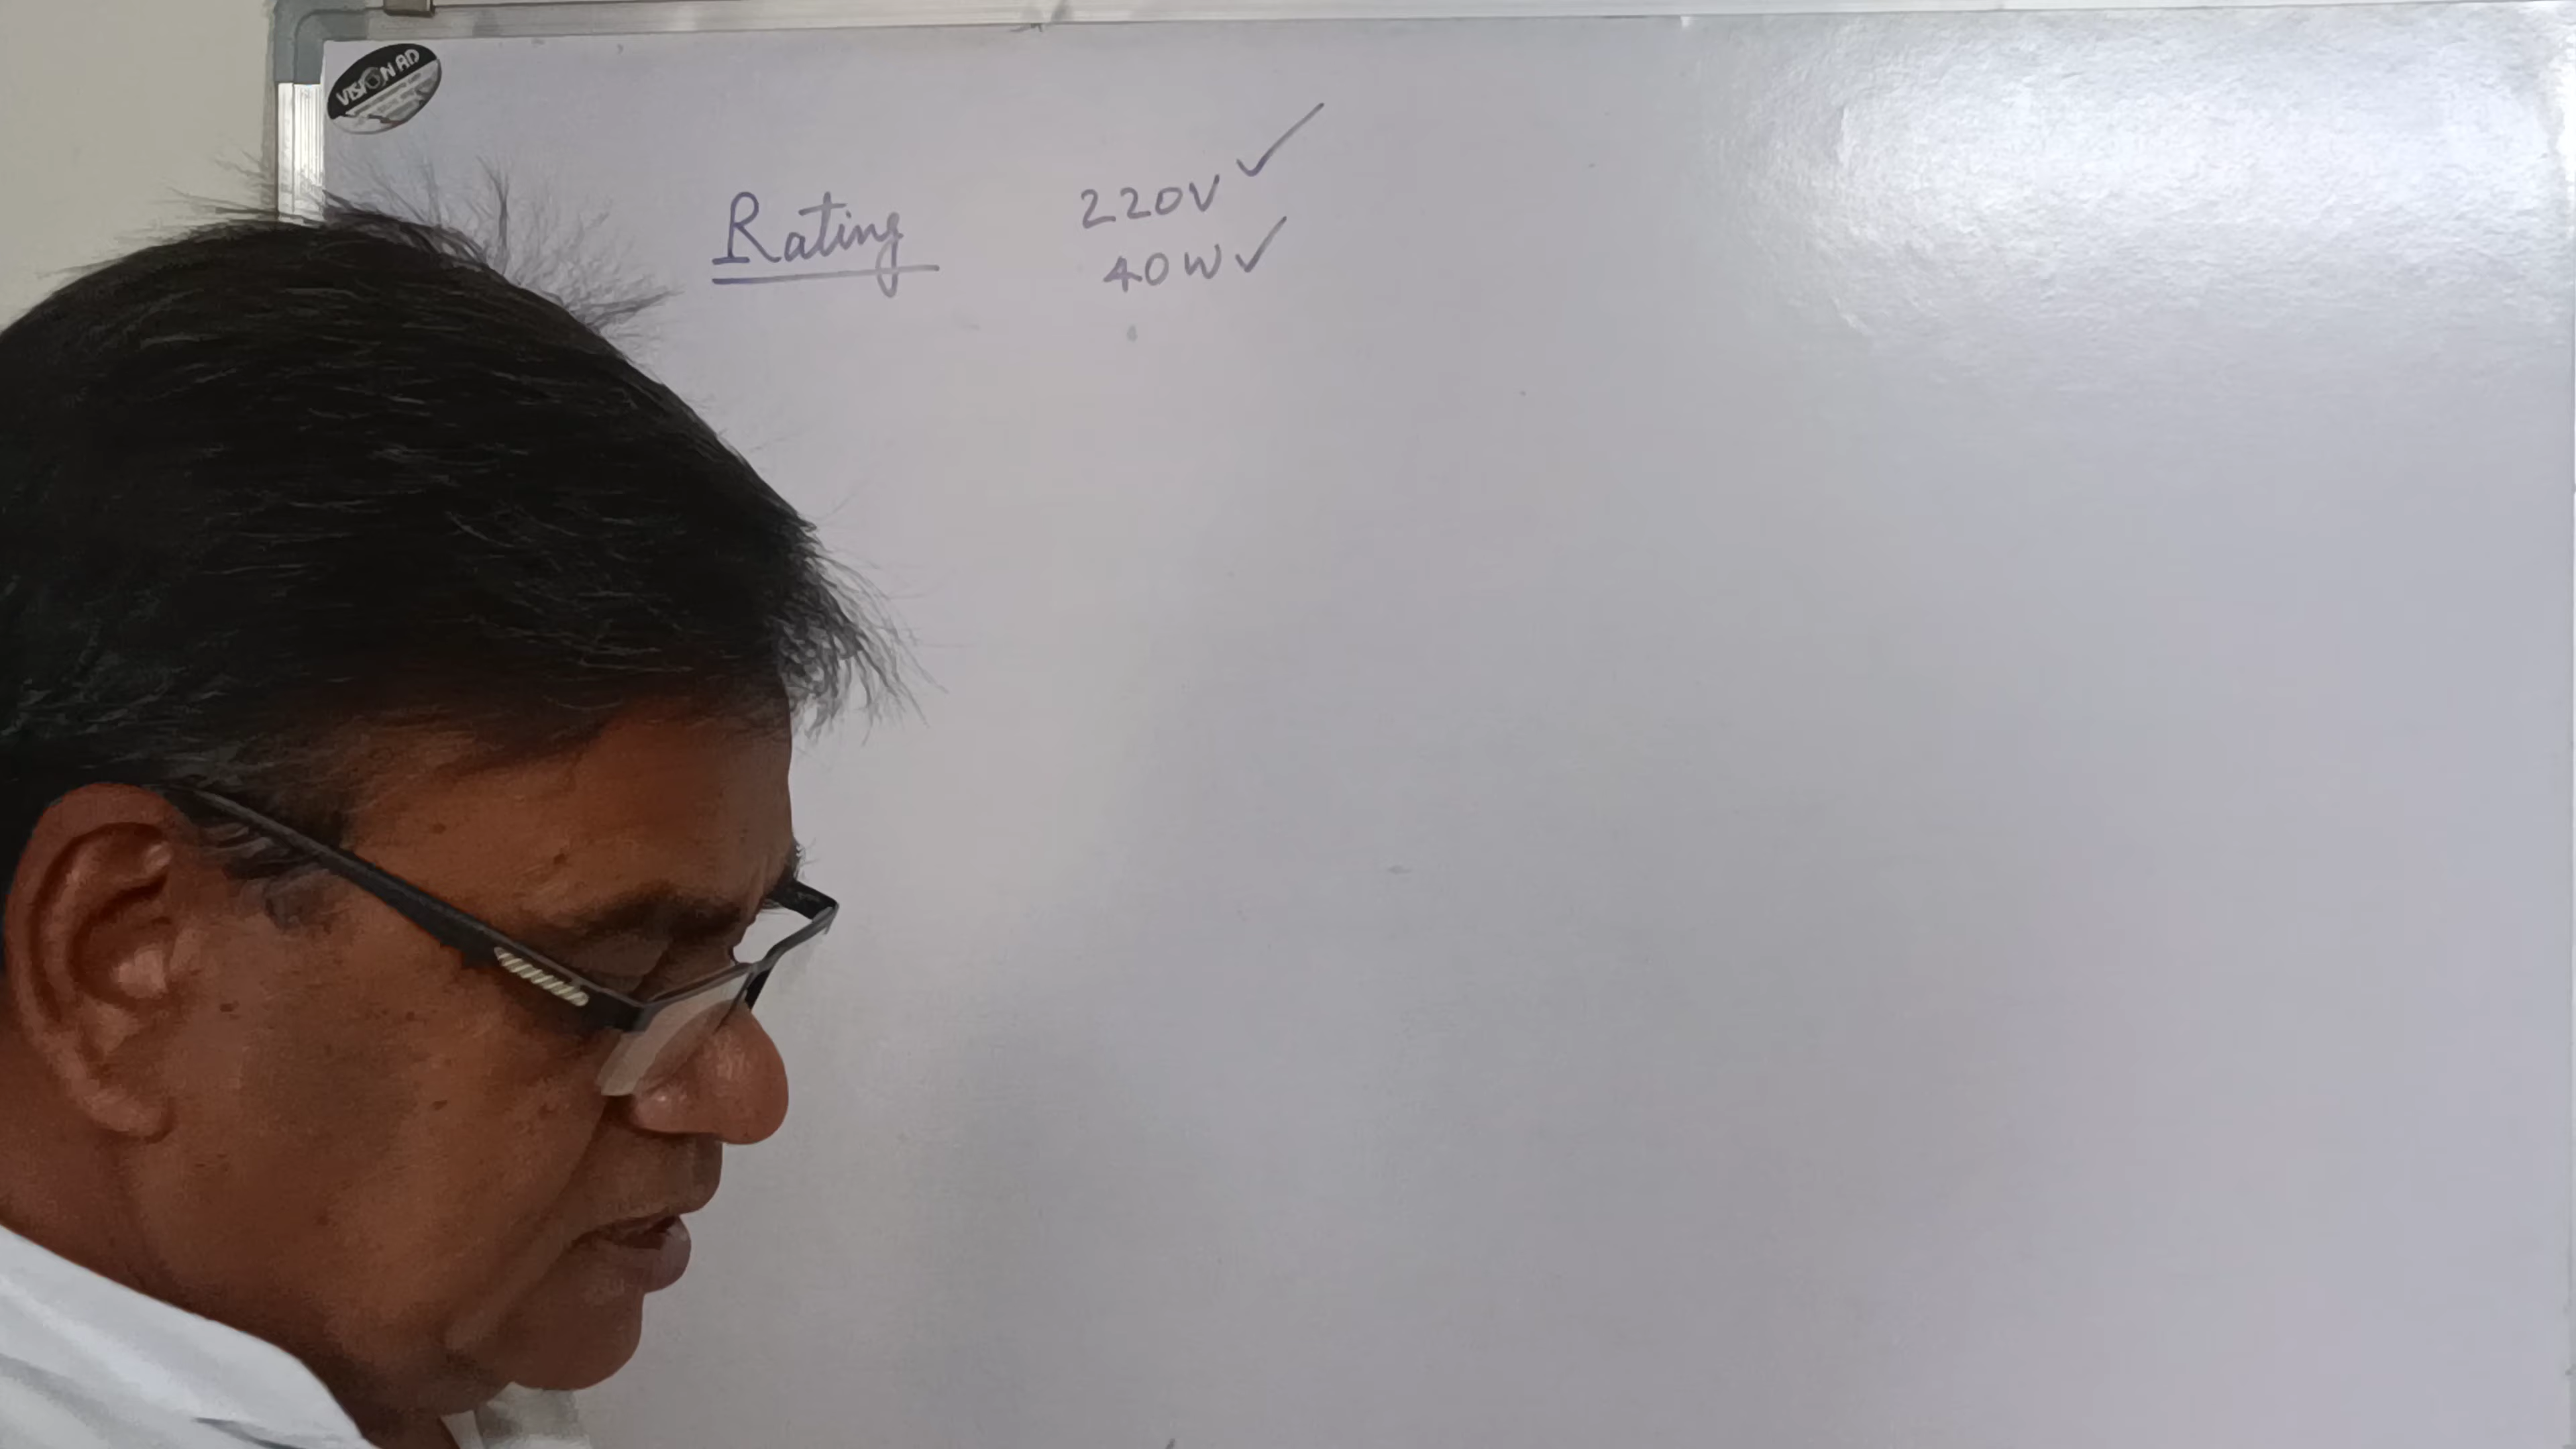 VISION AD
Rating
220V ✓
40W ✓